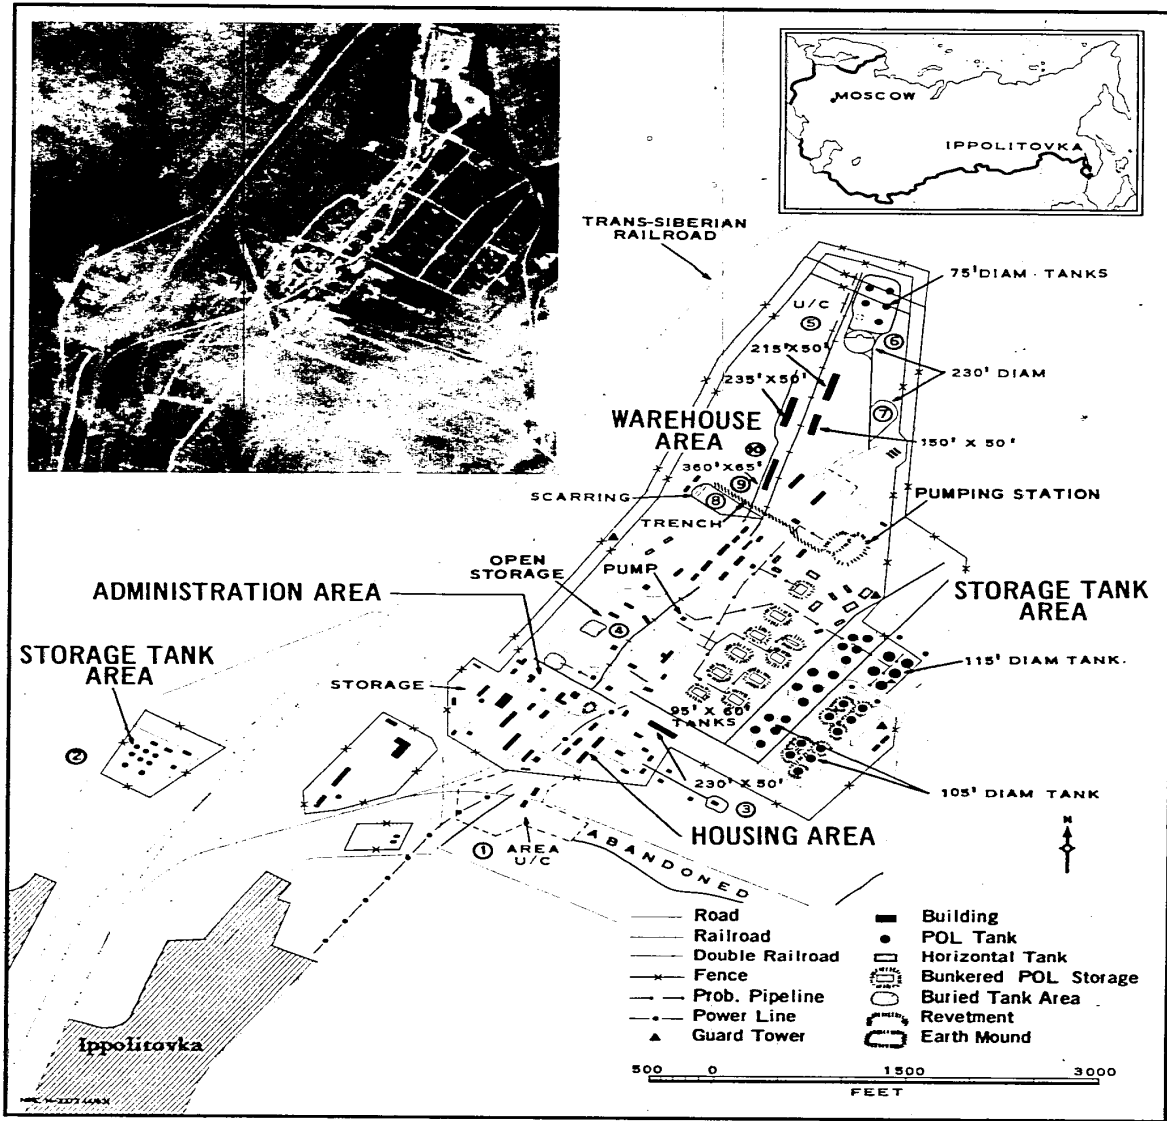 MOSCOW
IPPOLITOVKA
TRANS-SIBERIAN
RAILROAD
75' DIAM. TANKS
U/C
5
6
215' X 50'
230' DIAM
235' X 50'
7
WAREHOUSE
AREA
150' X 50'
360' X 65'
9
SCARRING
8
PUMPING STATION
TRENCH
OPEN
STORAGE
PUMP
ADMINISTRATION AREA
STORAGE TANK
AREA
4
STORAGE TANK
AREA
115' DIAM TANK.
STORAGE
95' X 60'
TANKS
2
230' X 50'
105' DIAM TANK
3
HOUSING AREA
N
1
AREA
U/C
ABANDONED
Road
Railroad
Double Railroad
Fence
Prob. Pipeline
Power Line
Guard Tower
Building
POL Tank
Horizontal Tank
Bunkered POL Storage
Buried Tank Area
Revetment
Earth Mound
Ippolitovka
500 0 1500 3000
FEET